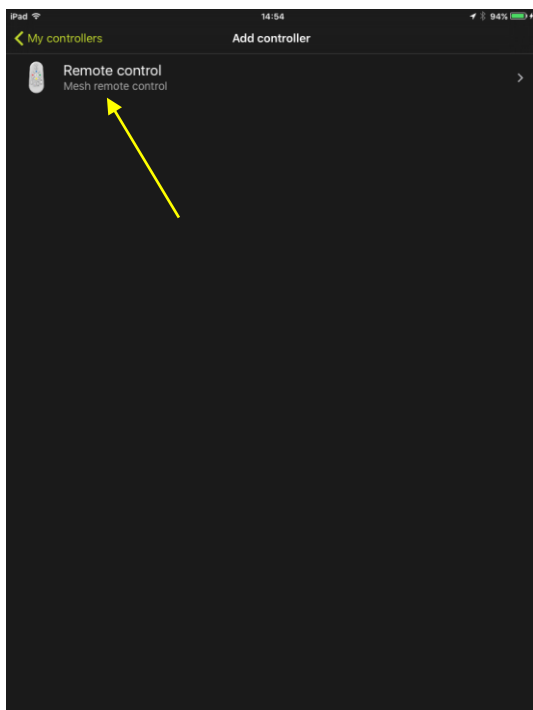 iPad 14:54 94%
My controllers Add controller
Remote control
Mesh remote control